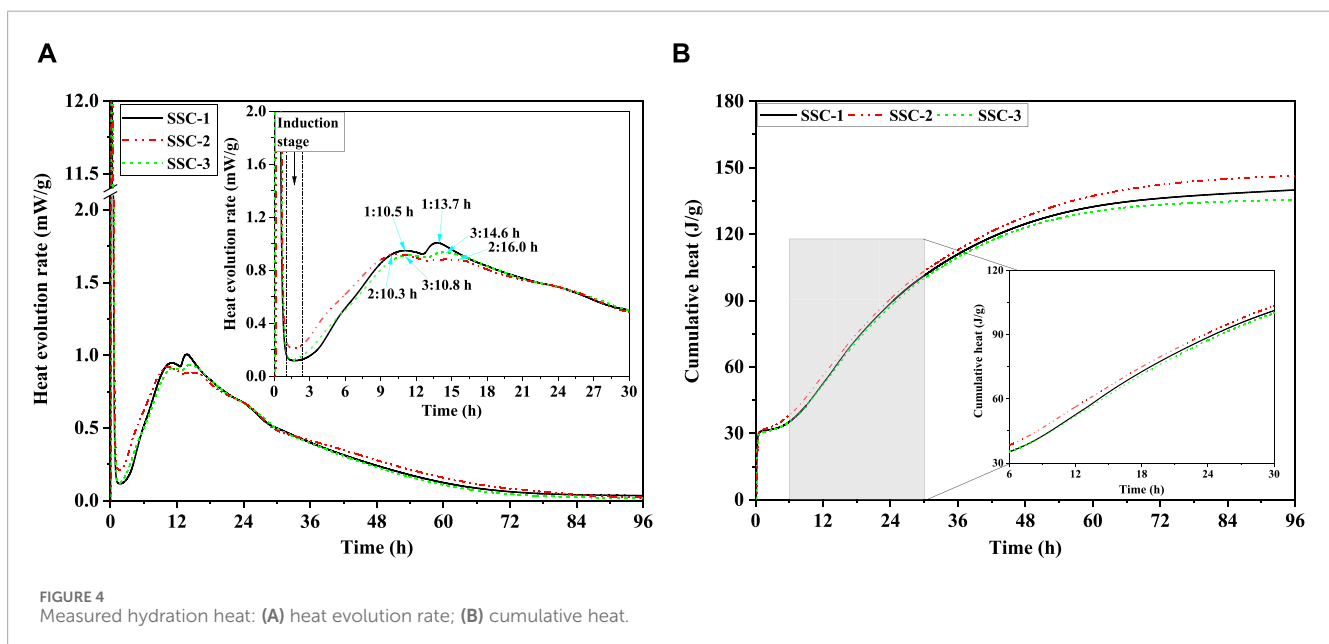 A
B
Heat evolution rate (mW/g)
12.0
11.5
2.0
1.5
1.0
0.5
0.0
SSC-1
SSC-2
SSC-3
0 12 24 36 48 60 72 84 96
Time (h)
Heat evolution rate (mW/g)
2.0
1.6
1.2
0.8
0.4
0.0
Induction
stage
1:10.5 h
1:13.7 h
3:14.6 h
2:16.0 h
2:10.3 h
3:10.8 h
0 3 6 9 12 15 18 21 24 27 30
Time (h)
Cumulative heat (J/g)
180
150
120
90
60
30
0
SSC-1 SSC-2 SSC-3
0 12 24 36 48 60 72 84 96
Time (h)
Cumulative heat (J/g)
120
90
60
30
6 12 18 24 30
Time (h)
FIGURE 4
Measured hydration heat: (A) heat evolution rate; (B) cumulative heat.